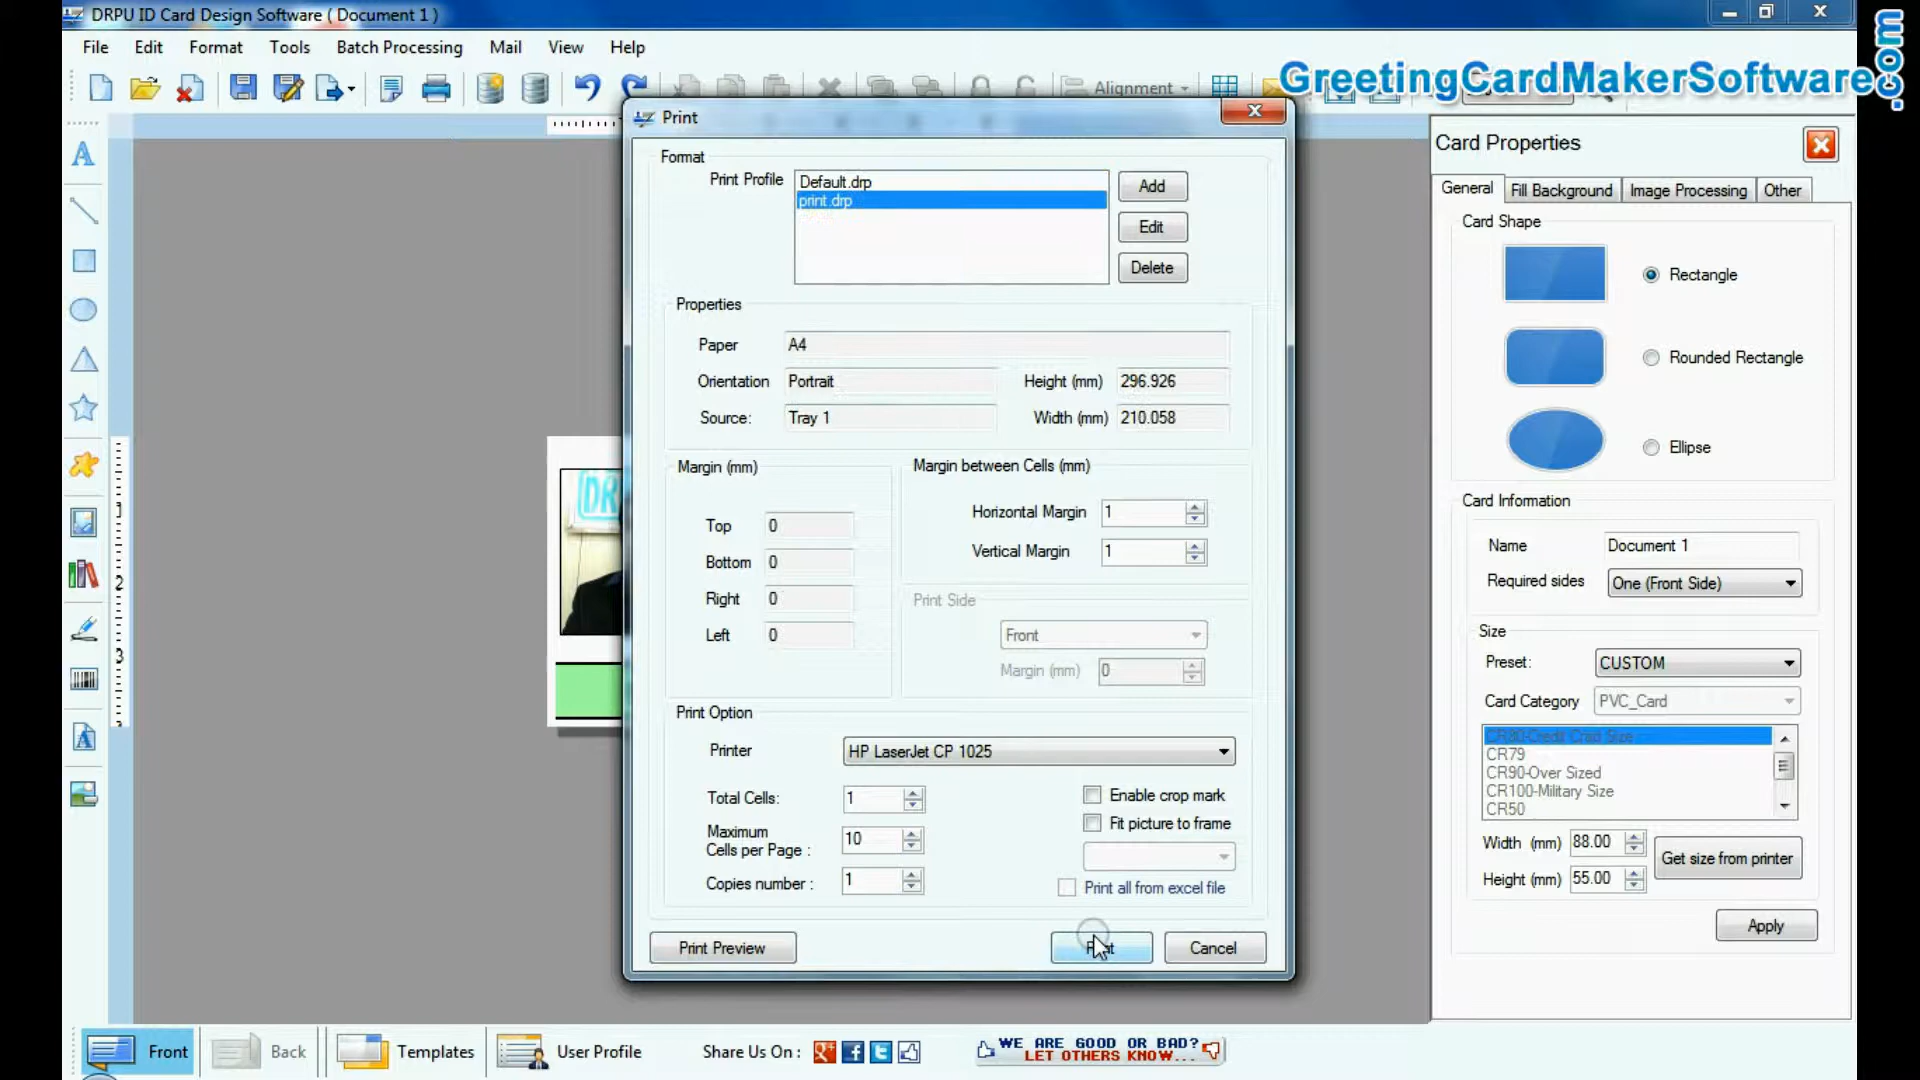 DRPU ID Card Design Software ( Document 1 )
File Edit Format Tools Batch Processing Mail View Help
Alignment
GreetingCardMakerSoftware.com
Print
Format
Print Profile
Default.drp
print.drp
Add
Edit
Delete
Properties
Paper A4
Orientation Portrait Height (mm) 296.926
Source: Tray 1 Width (mm) 210.058
Margin (mm)
Top 0
Bottom 0
Right 0
Left 0
Margin between Cells (mm)
Horizontal Margin 1
Vertical Margin 1
Print Side
Front
Margin (mm) 0
Print Option
Printer HP LaserJet CP 1025
Total Cells: 1
Maximum
Cells per Page : 10
Copies number : 1
Enable crop mark
Fit picture to frame
Print all from excel file
Print Preview
Print
Cancel
DR
1
2
3
Card Properties
General Fill Background Image Processing Other
Card Shape
Rectangle
Rounded Rectangle
Ellipse
Card Information
Name Document 1
Required sides One (Front Side)
Size
Preset: CUSTOM
Card Category PVC_Card
CR80-Credit Crad Size
CR79
CR90-Over Sized
CR100-Military Size
CR50
Width (mm) 88.00
Height (mm) 55.00
Get size from printer
Apply
Front Back Templates User Profile Share Us On :
WE ARE GOOD OR BAD?
LET OTHERS KNOW...